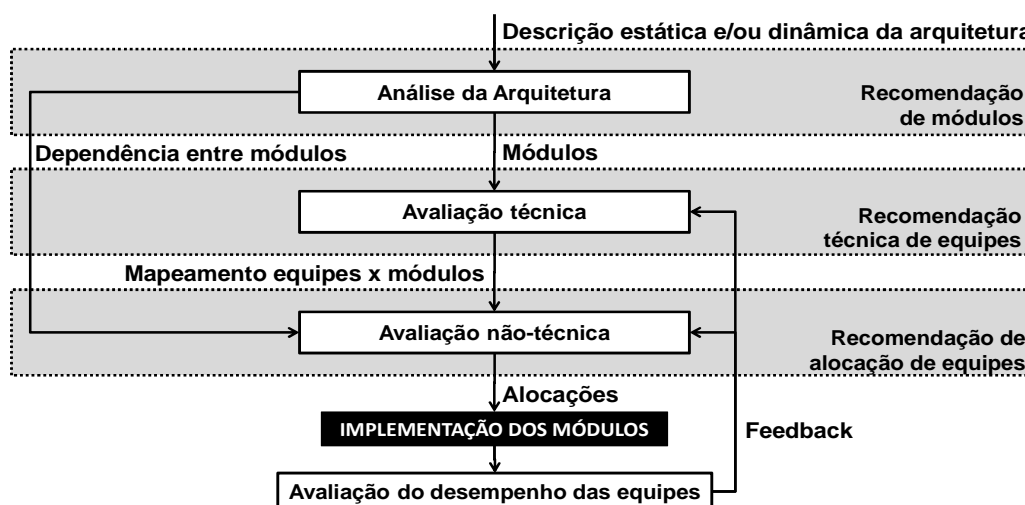 Descrição estática e/ou dinâmica da arquitetura
Análise da Arquitetura
Recomendação
de módulos
Dependência entre módulos
Módulos
Avaliação técnica
Recomendação
técnica de equipes
Mapeamento equipes x módulos
Avaliação não-técnica
Recomendação de
alocação de equipes
Alocações
IMPLEMENTAÇÃO DOS MÓDULOS
Feedback
Avaliação do desempenho das equipes